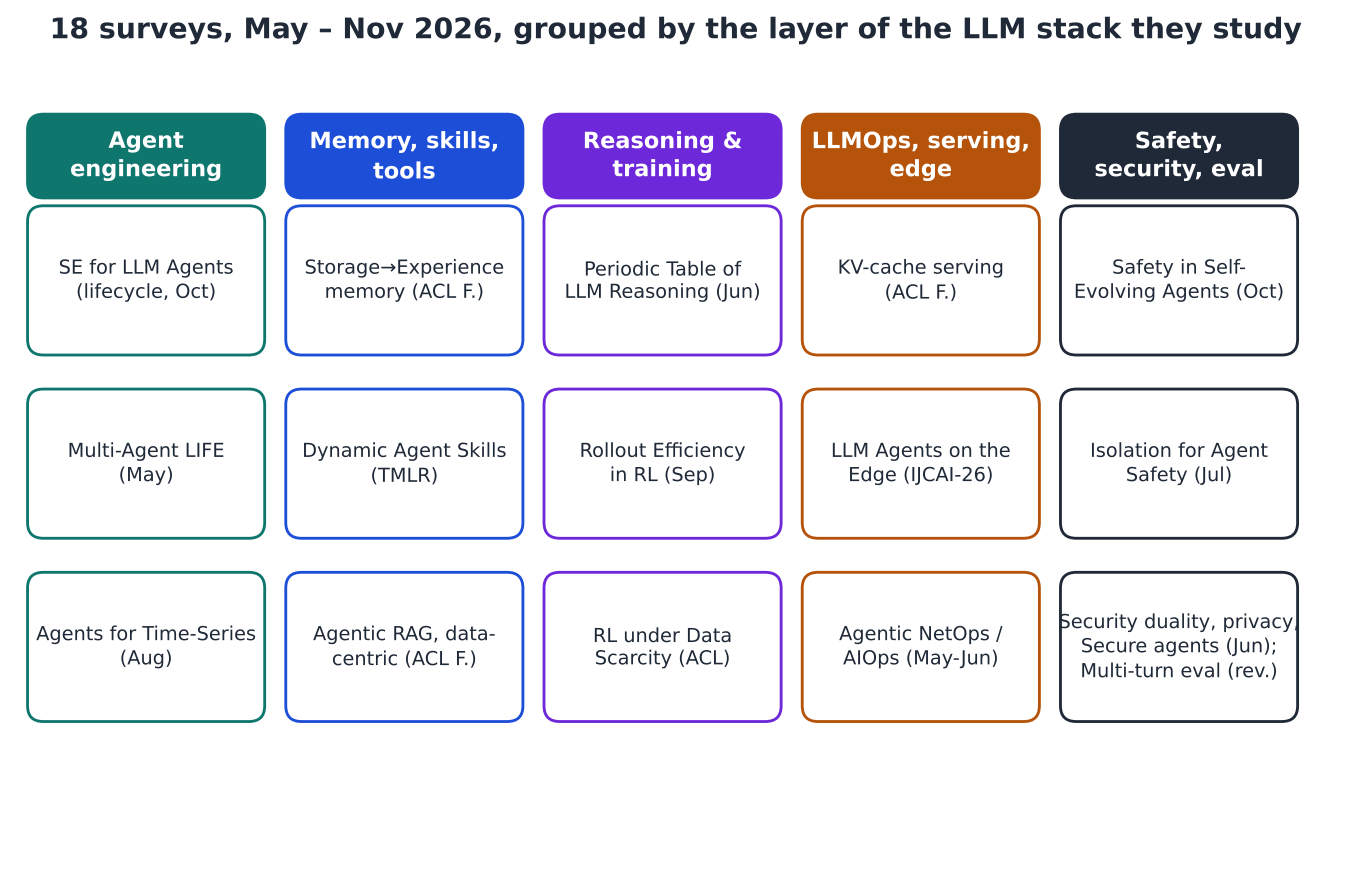 18 surveys, May – Nov 2026, grouped by the layer of the LLM stack they study
Agent
engineering
Memory, skills,
tools
Reasoning &
training
LLMOps, serving,
edge
Safety,
security, eval
SE for LLM Agents
(lifecycle, Oct)
Storage→Experience
memory (ACL F.)
Periodic Table of
LLM Reasoning (Jun)
KV-cache serving
(ACL F.)
Safety in Self-
Evolving Agents (Oct)
Multi-Agent LIFE
(May)
Dynamic Agent Skills
(TMLR)
Rollout Efficiency
in RL (Sep)
LLM Agents on the
Edge (IJCAI-26)
Isolation for Agent
Safety (Jul)
Agents for Time-Series
(Aug)
Agentic RAG, data-
centric (ACL F.)
RL under Data
Scarcity (ACL)
Agentic NetOps /
AIOps (May-Jun)
Security duality, privacy,
Secure agents (Jun);
Multi-turn eval (rev.)